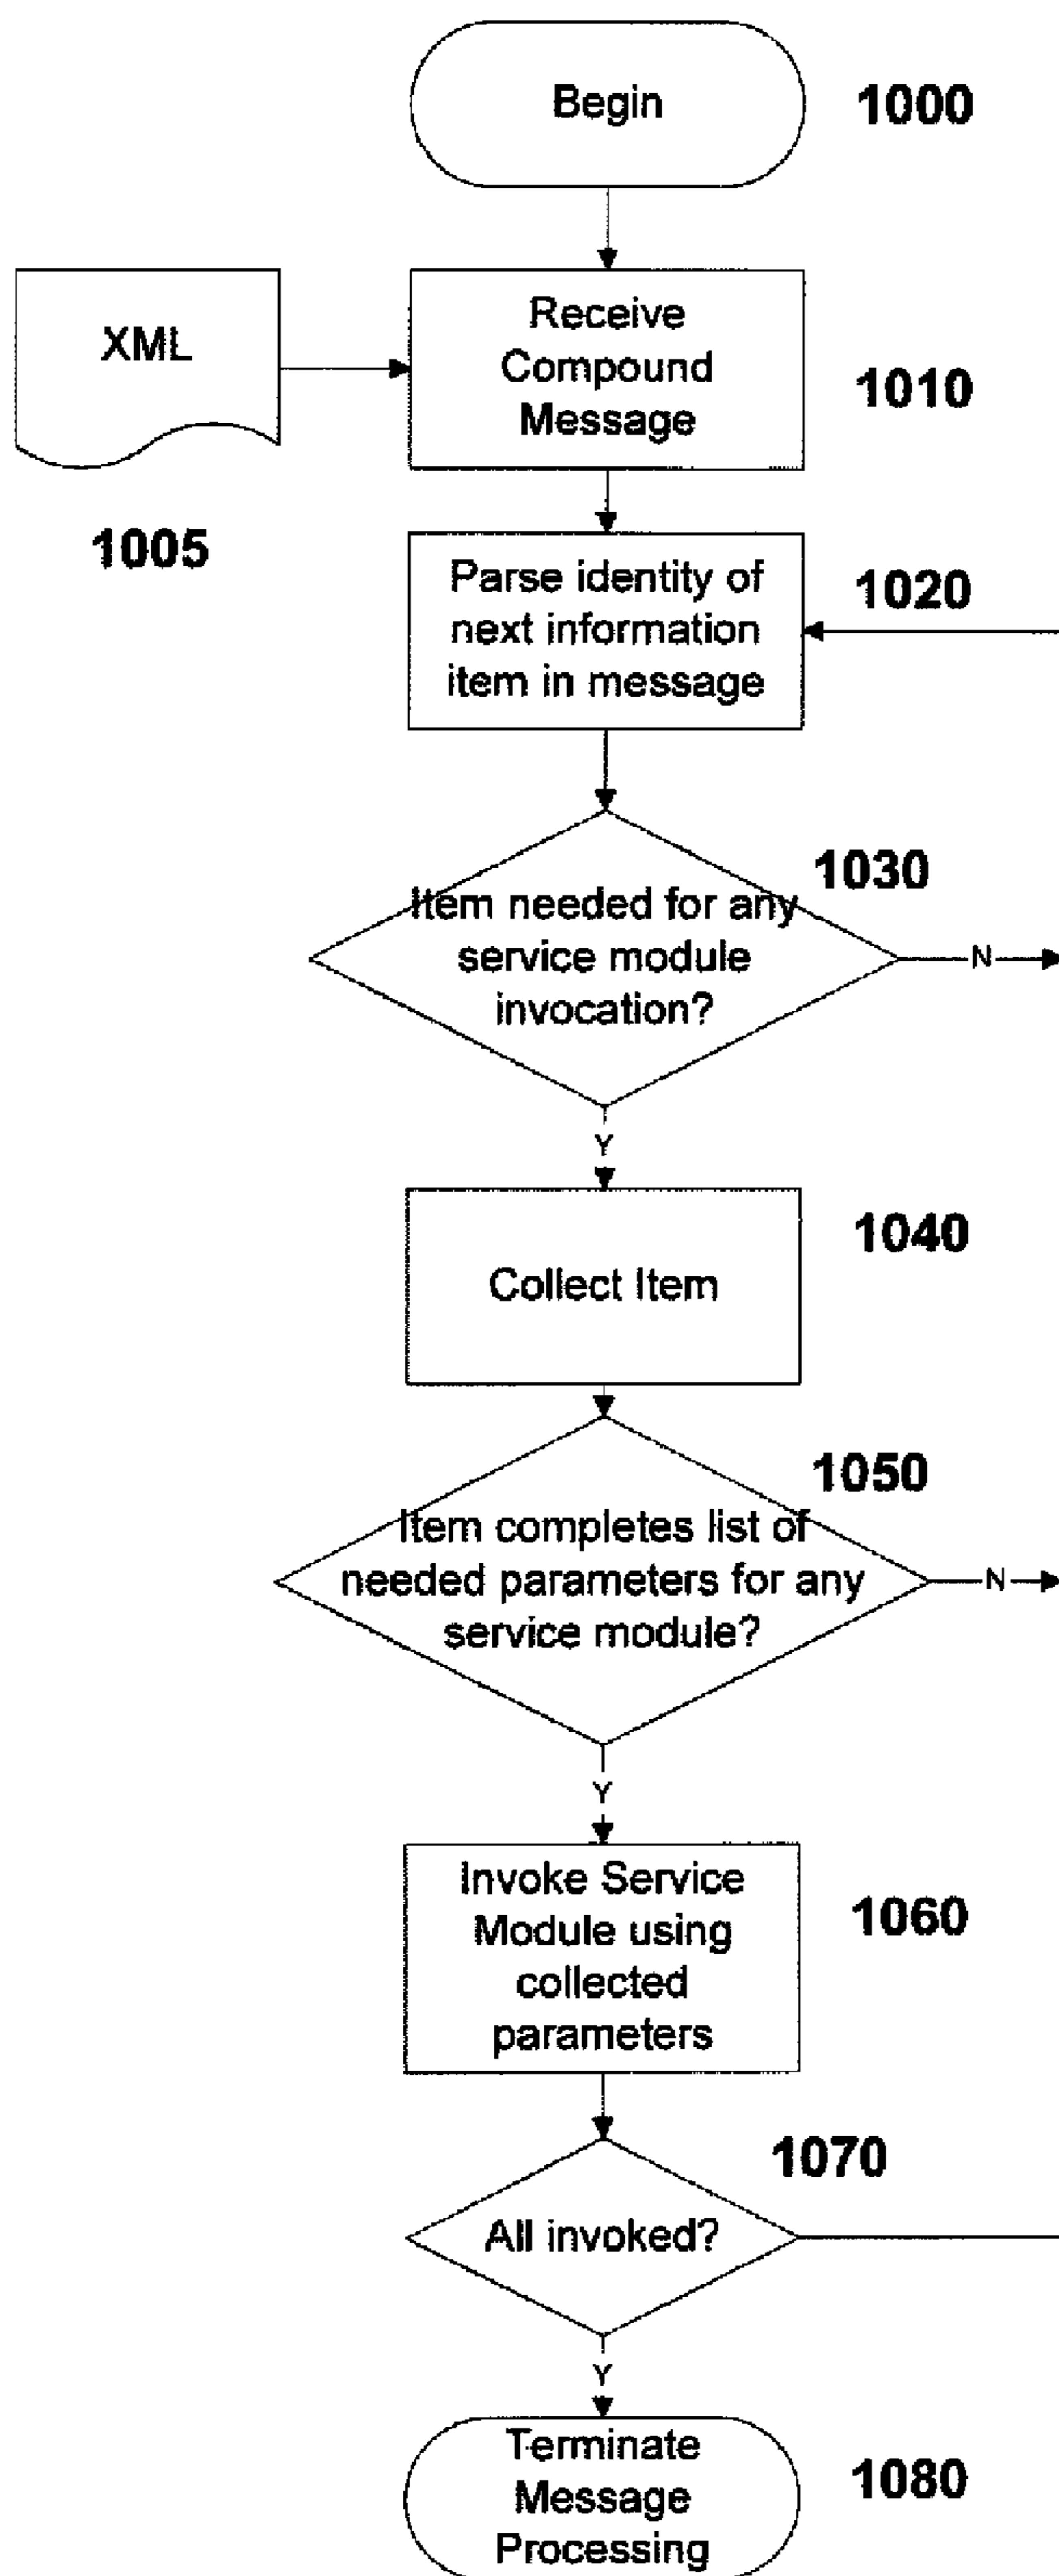 Begin
1000
XML
Receive
Compound
Message
1010
1005
Parse identity of
next information
item in message
1020
1030
Item needed for any
service module
invocation?
N
Y
1040
Collect Item
1050
Item completes list of
needed parameters for any
service module?
N
Y
Invoke Service
Module using
collected
parameters
1060
1070
All invoked?
Y
Terminate
Message
Processing
1080